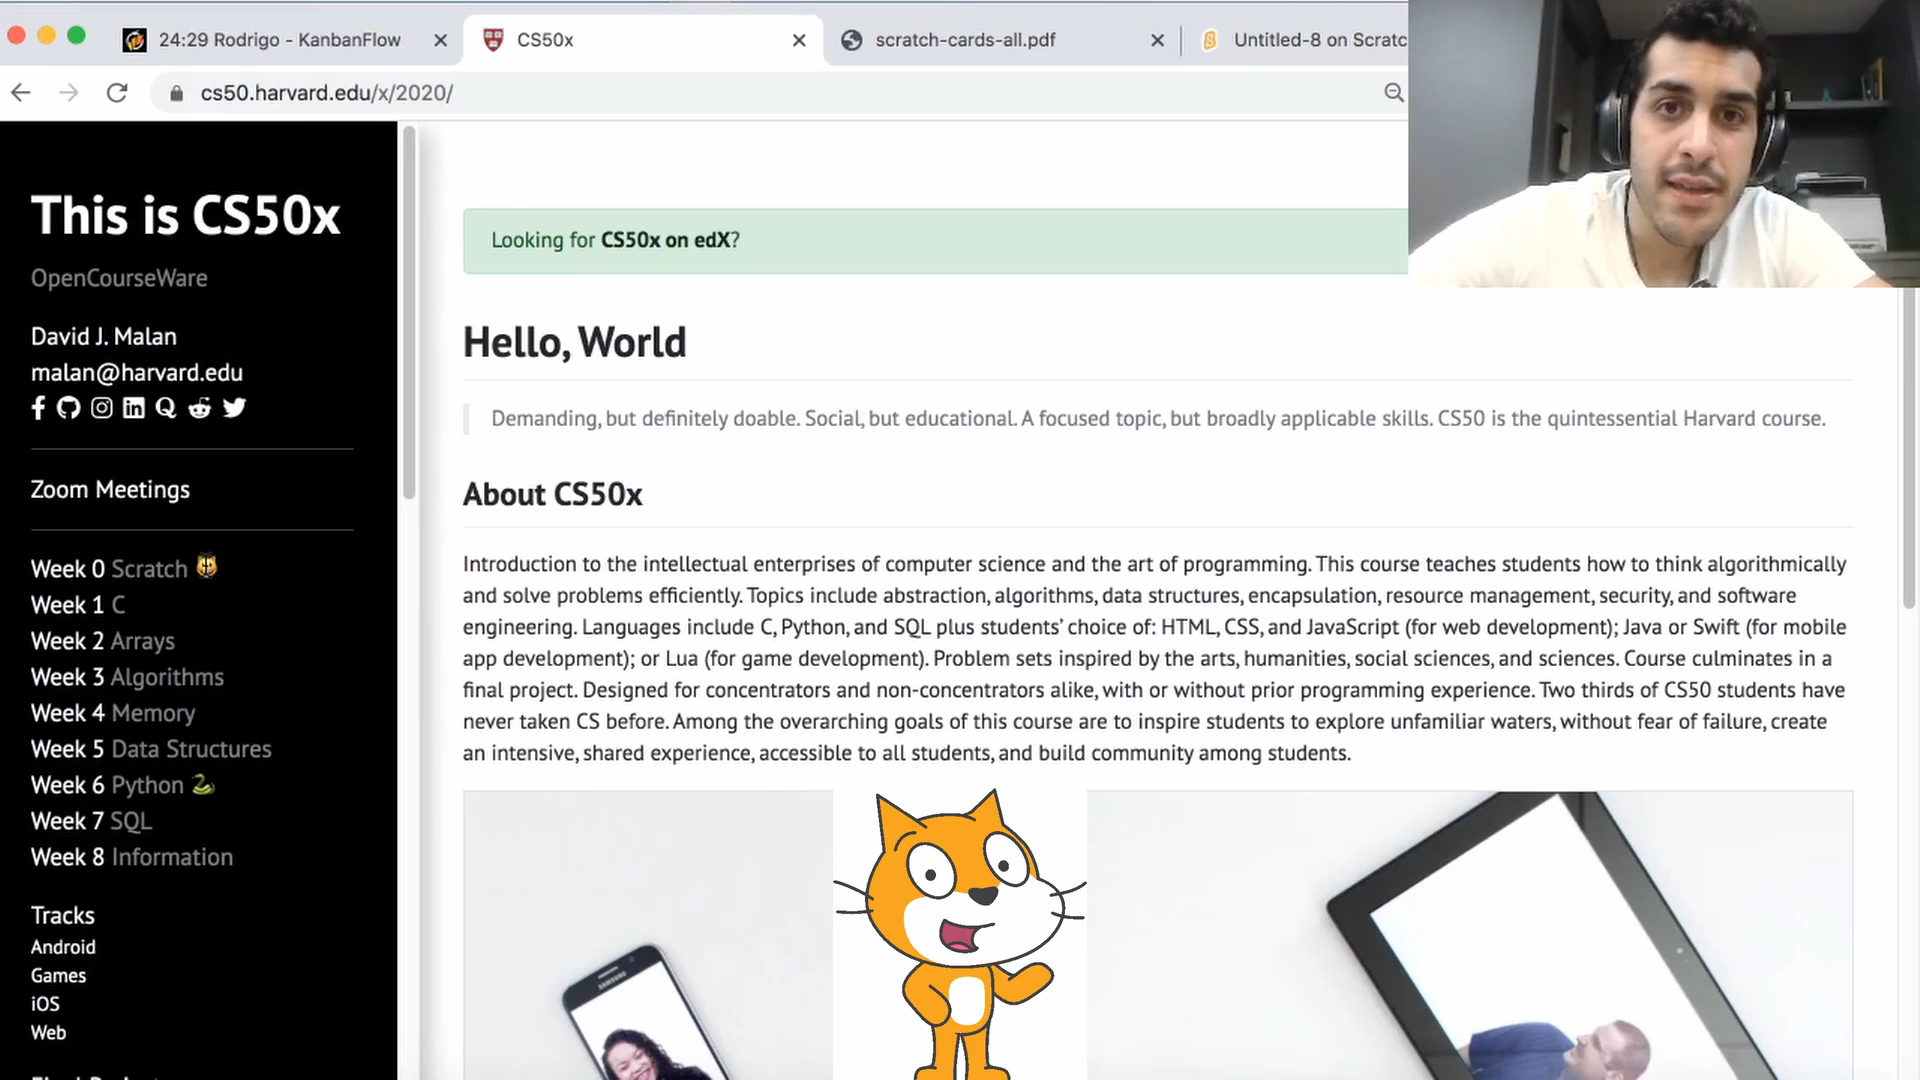 24:29 Rodrigo - KanbanFlow
CS50x
scratch-cards-all.pdf
Untitled-8 on Scratc
cs50.harvard.edu/x/2020/
This is CS50x
OpenCourseWare
David J. Malan
malan@harvard.edu
Zoom Meetings
Week 0 Scratch
Week 1 C
Week 2 Arrays
Week 3 Algorithms
Week 4 Memory
Week 5 Data Structures
Week 6 Python
Week 7 SQL
Week 8 Information
Tracks
Android
Games
iOS
Web
Looking for CS50x on edX?
Hello, World
Demanding, but definitely doable. Social, but educational. A focused topic, but broadly applicable skills. CS50 is the quintessential Harvard course.
About CS50x
Introduction to the intellectual enterprises of computer science and the art of programming. This course teaches students how to think algorithmically
and solve problems efficiently. Topics include abstraction, algorithms, data structures, encapsulation, resource management, security, and software
engineering. Languages include C, Python, and SQL plus students’ choice of: HTML, CSS, and JavaScript (for web development); Java or Swift (for mobile
app development); or Lua (for game development). Problem sets inspired by the arts, humanities, social sciences, and sciences. Course culminates in a
final project. Designed for concentrators and non-concentrators alike, with or without prior programming experience. Two thirds of CS50 students have
never taken CS before. Among the overarching goals of this course are to inspire students to explore unfamiliar waters, without fear of failure, create
an intensive, shared experience, accessible to all students, and build community among students.
SAMSUNG